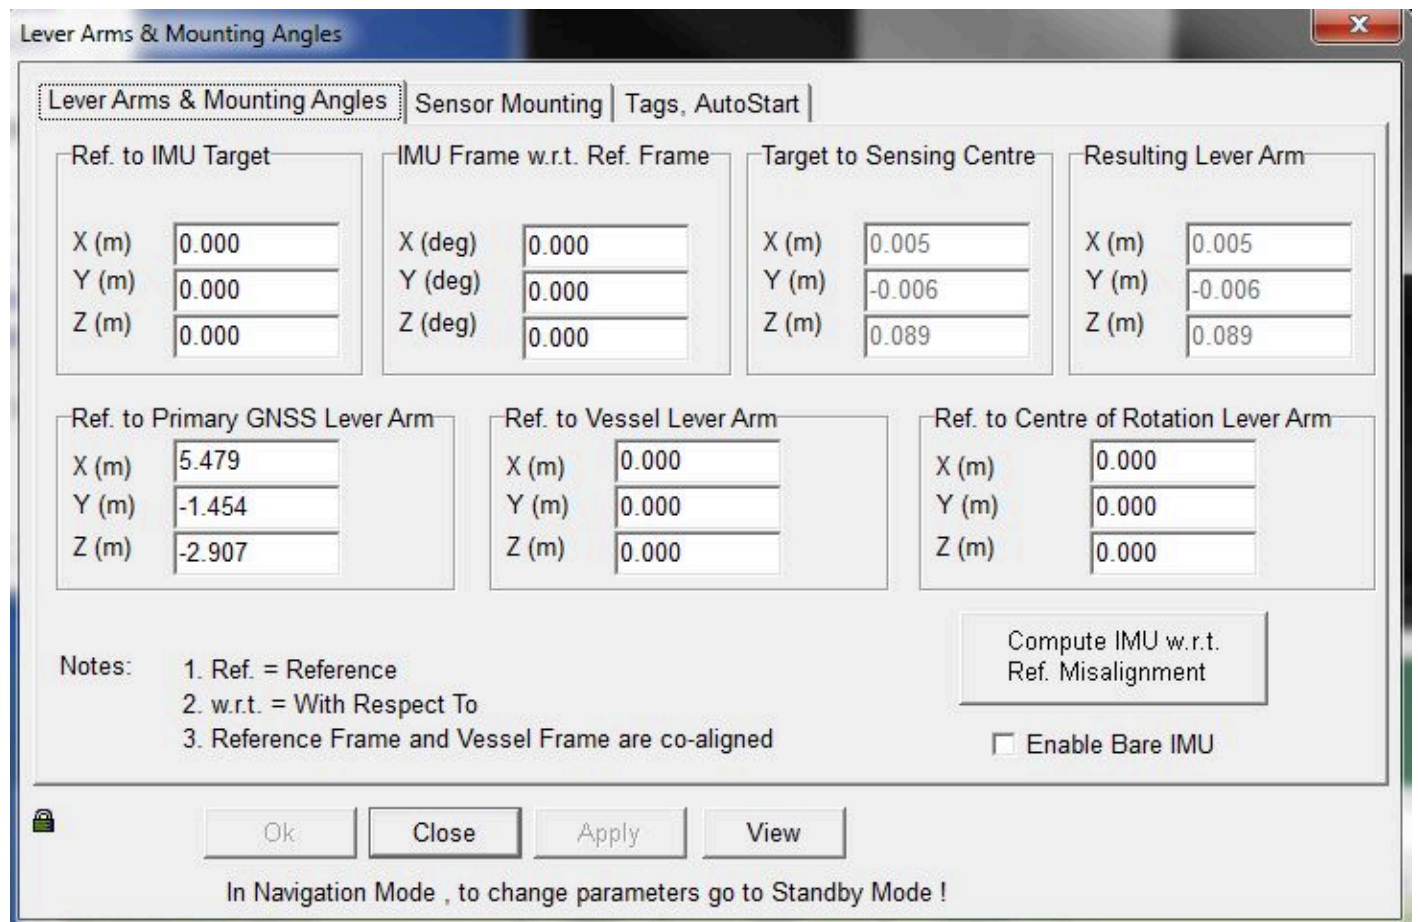 Lever Arms & Mounting Angles
Lever Arms & Mounting Angles Sensor Mounting Tags, AutoStart
Ref. to IMU Target
X (m) 0.000
Y (m) 0.000
Z (m) 0.000
IMU Frame w.r.t. Ref. Frame
X (deg) 0.000
Y (deg) 0.000
Z (deg) 0.000
Target to Sensing Centre
X (m) 0.005
Y (m) -0.006
Z (m) 0.089
Resulting Lever Arm
X (m) 0.005
Y (m) -0.006
Z (m) 0.089
Ref. to Primary GNSS Lever Arm
X (m) 5.479
Y (m) -1.454
Z (m) -2.907
Ref. to Vessel Lever Arm
X (m) 0.000
Y (m) 0.000
Z (m) 0.000
Ref. to Centre of Rotation Lever Arm
X (m) 0.000
Y (m) 0.000
Z (m) 0.000
Notes: 1. Ref. = Reference
2. w.r.t. = With Respect To
3. Reference Frame and Vessel Frame are co-aligned
Compute IMU w.r.t.
Ref. Misalignment
Enable Bare IMU
Ok Close Apply View
In Navigation Mode , to change parameters go to Standby Mode !